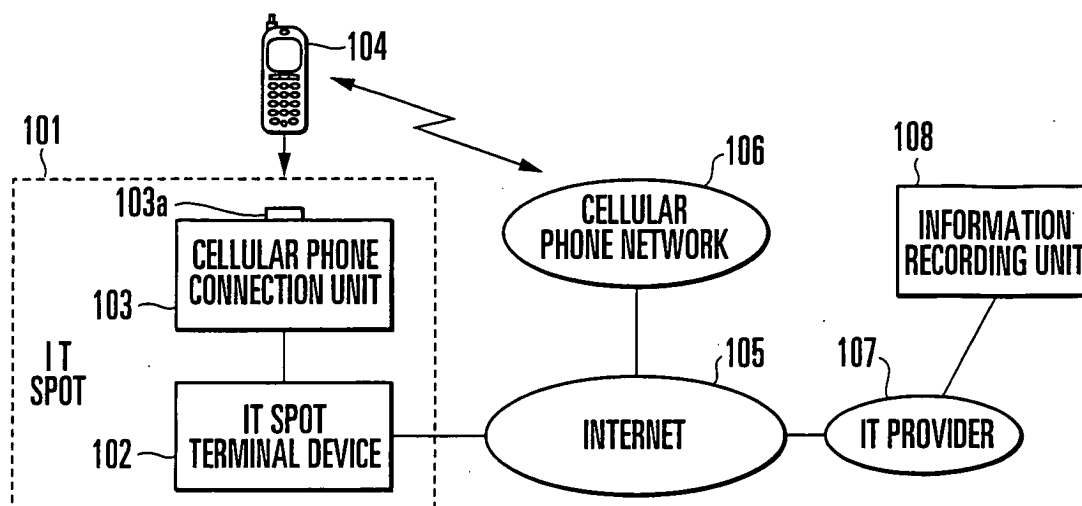 104
101
103a
CELLULAR PHONE
CONNECTION UNIT
103
IT
SPOT
IT SPOT
TERMINAL DEVICE
102
106
CELLULAR
PHONE NETWORK
105
INTERNET
108
INFORMATION
RECORDING UNIT
107
IT PROVIDER